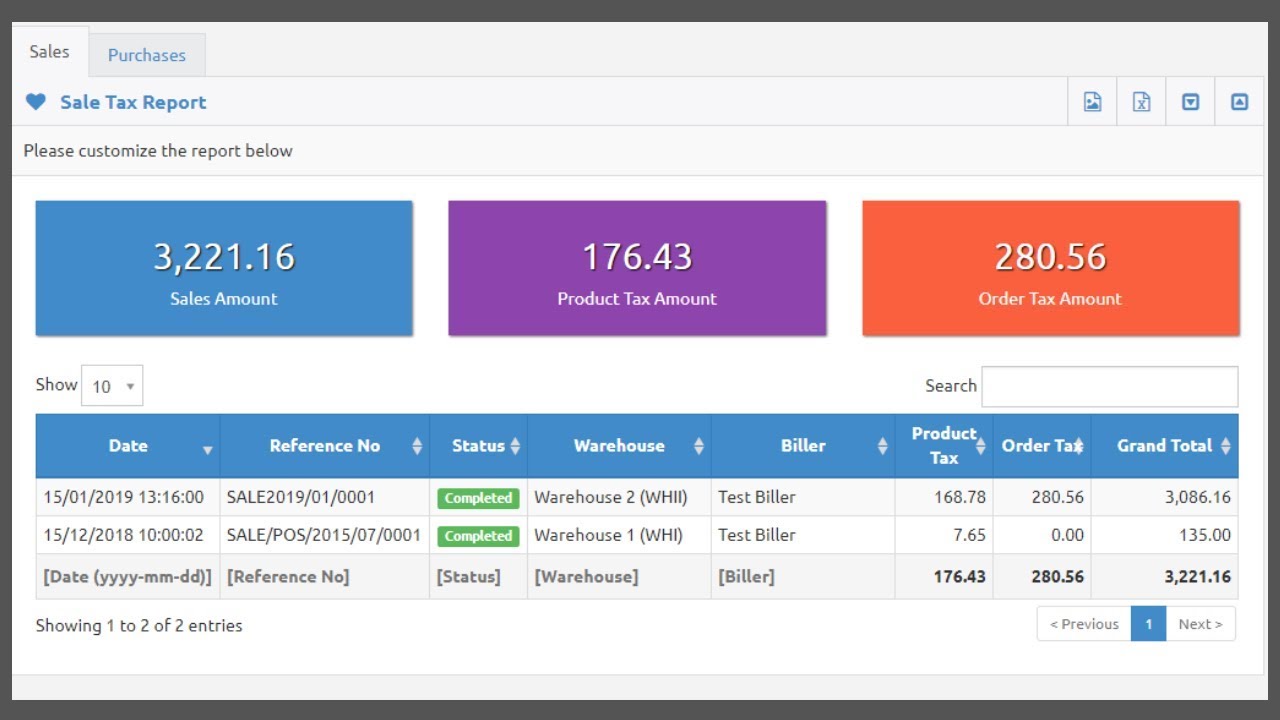 Sales
Purchases
Sale Tax Report
Please customize the report below
3,221.16
Sales Amount
176.43
Product Tax Amount
280.56
Order Tax Amount
Show 10
Search
Date Reference No Status Warehouse Biller Product Tax Order Tax Grand Total
15/01/2019 13:16:00 SALE2019/01/0001 Completed Warehouse 2 (WHII) Test Biller 168.78 280.56 3,086.16
15/12/2018 10:00:02 SALE/POS/2015/07/0001 Completed Warehouse 1 (WHI) Test Biller 7.65 0.00 135.00
[Date (yyyy-mm-dd)] [Reference No] [Status] [Warehouse] [Biller] 176.43 280.56 3,221.16
Showing 1 to 2 of 2 entries
< Previous 1 Next >